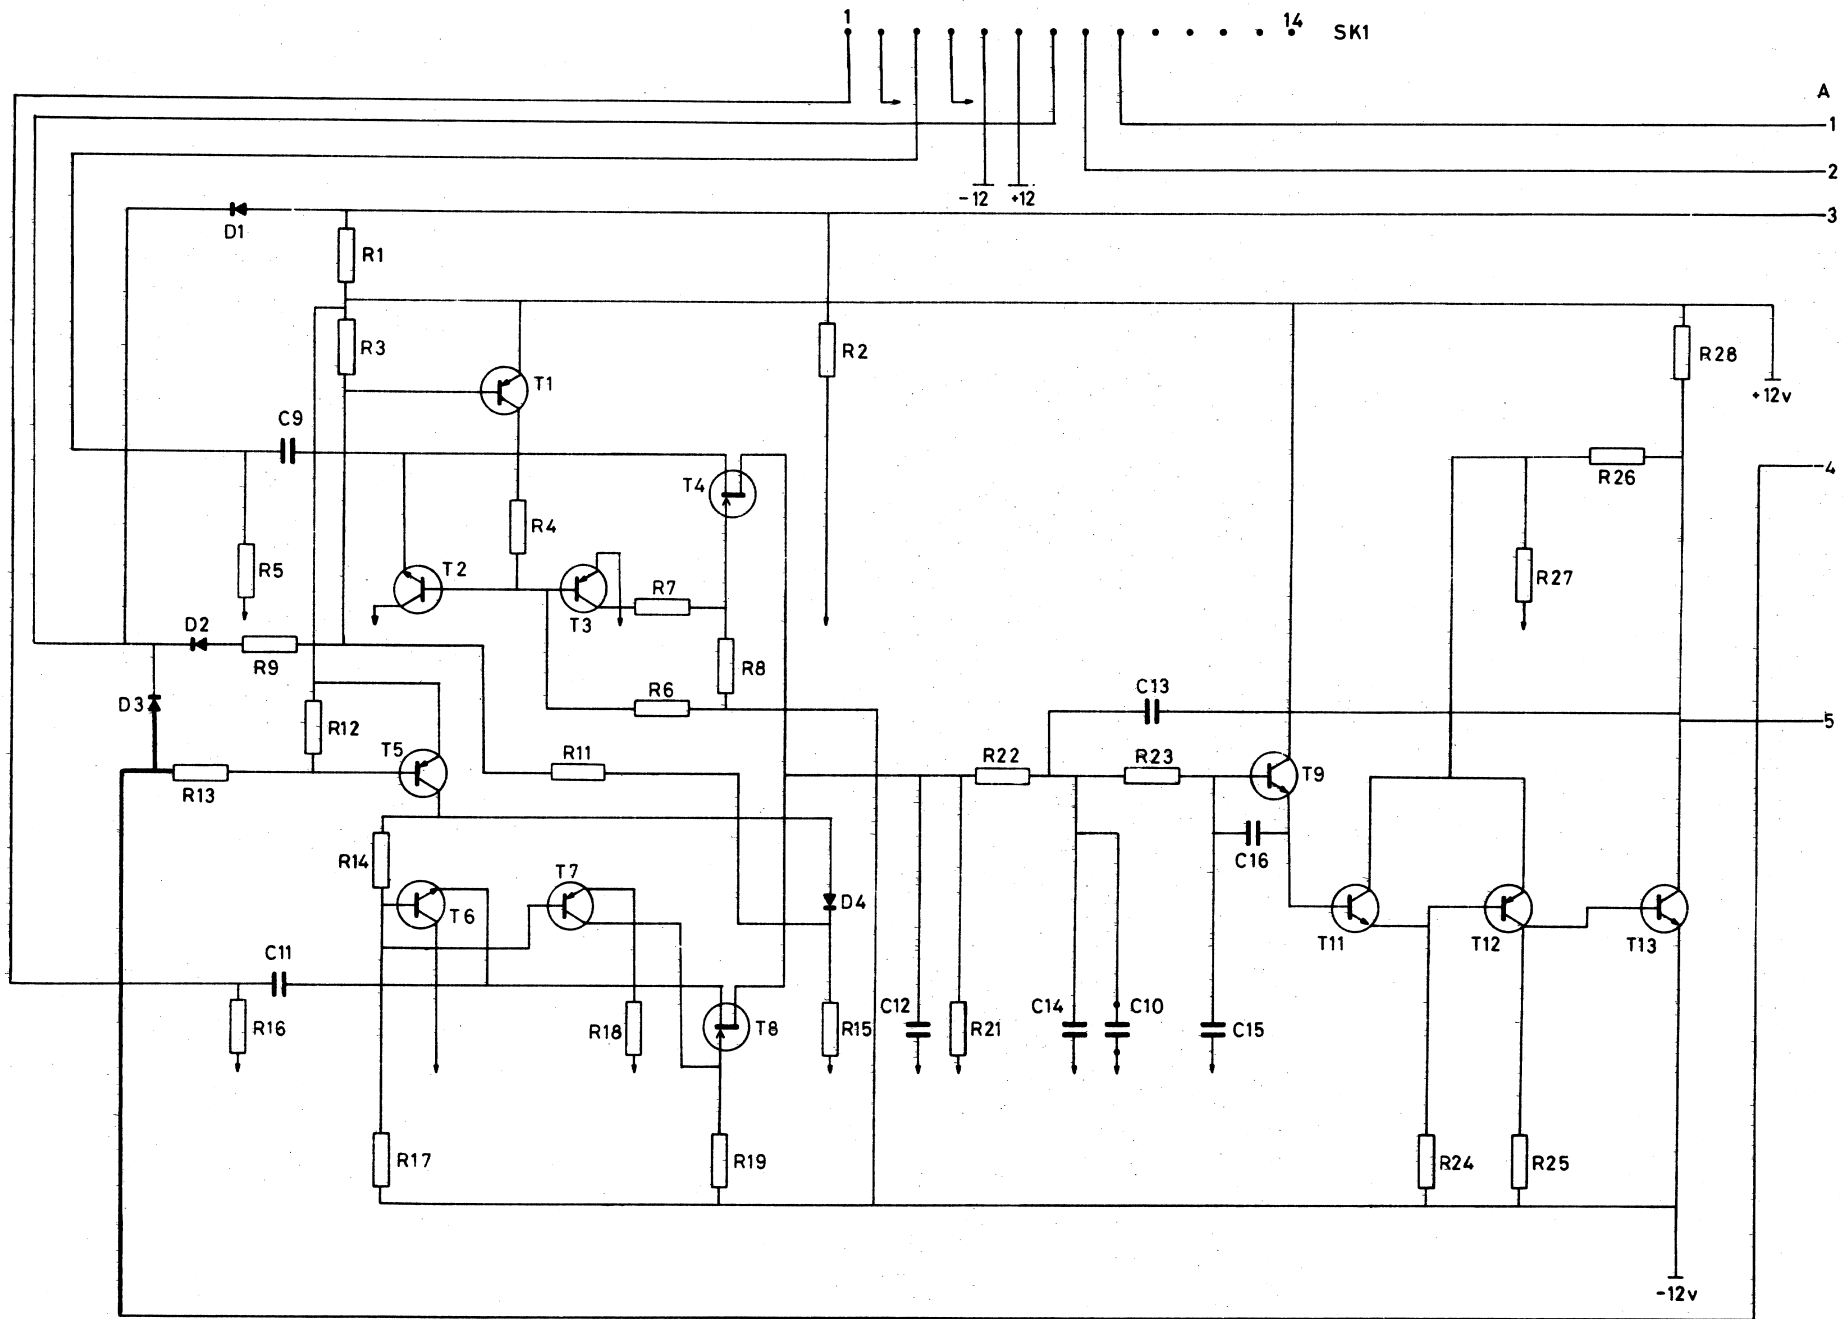 1
14
SK1
A
1
2
-12
+12
3
D1
R1
R3
R2
R28
T1
+12v
C9
T4
R26
4
R4
R5
T2
R7
R27
T3
D2
R9
R8
R6
C13
D3
R12
5
T5
R11
R22
R23
T9
R13
C16
R14
T7
T6
D4
T11
T12
T13
C11
C12
C14
C10
R16
R18
T8
R15
R21
C15
R17
R19
R24
R25
-12v